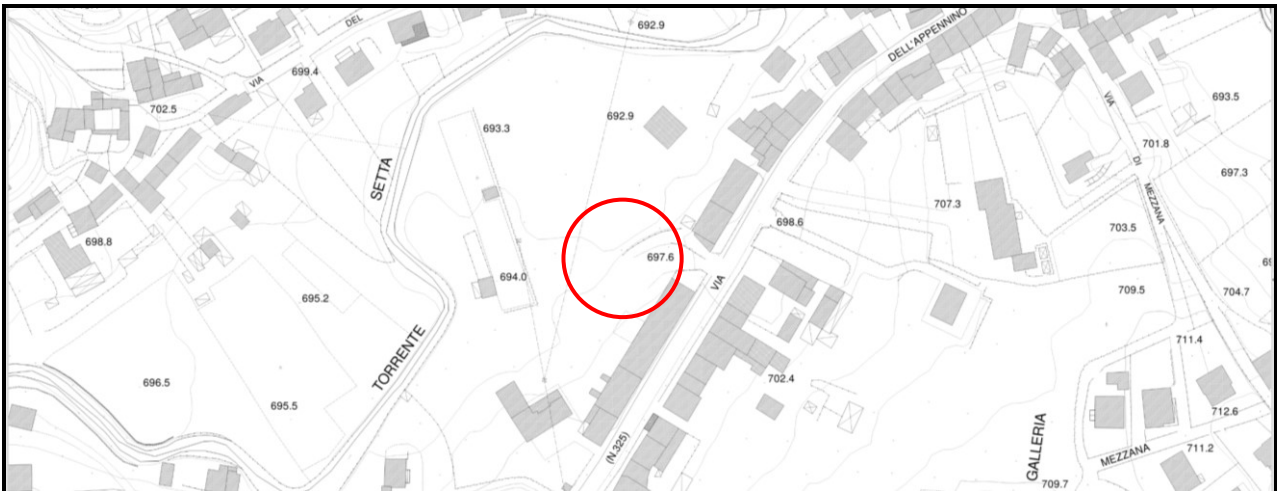 692.9
DEL
VIA
699.4
702.5
DELL'APPENNINO
693.5
693.3
692.9
VIA
701.8
DI
697.3
SETTA
MEZZANA
707.3
703.5
698.6
698.8
697.6
694.0
VIA
695.2
709.5
704.7
TORRENTE
711.4
696.5
702.4
695.5
712.6
(N.325)
GALLERIA
MEZZANA
711.2
709.7